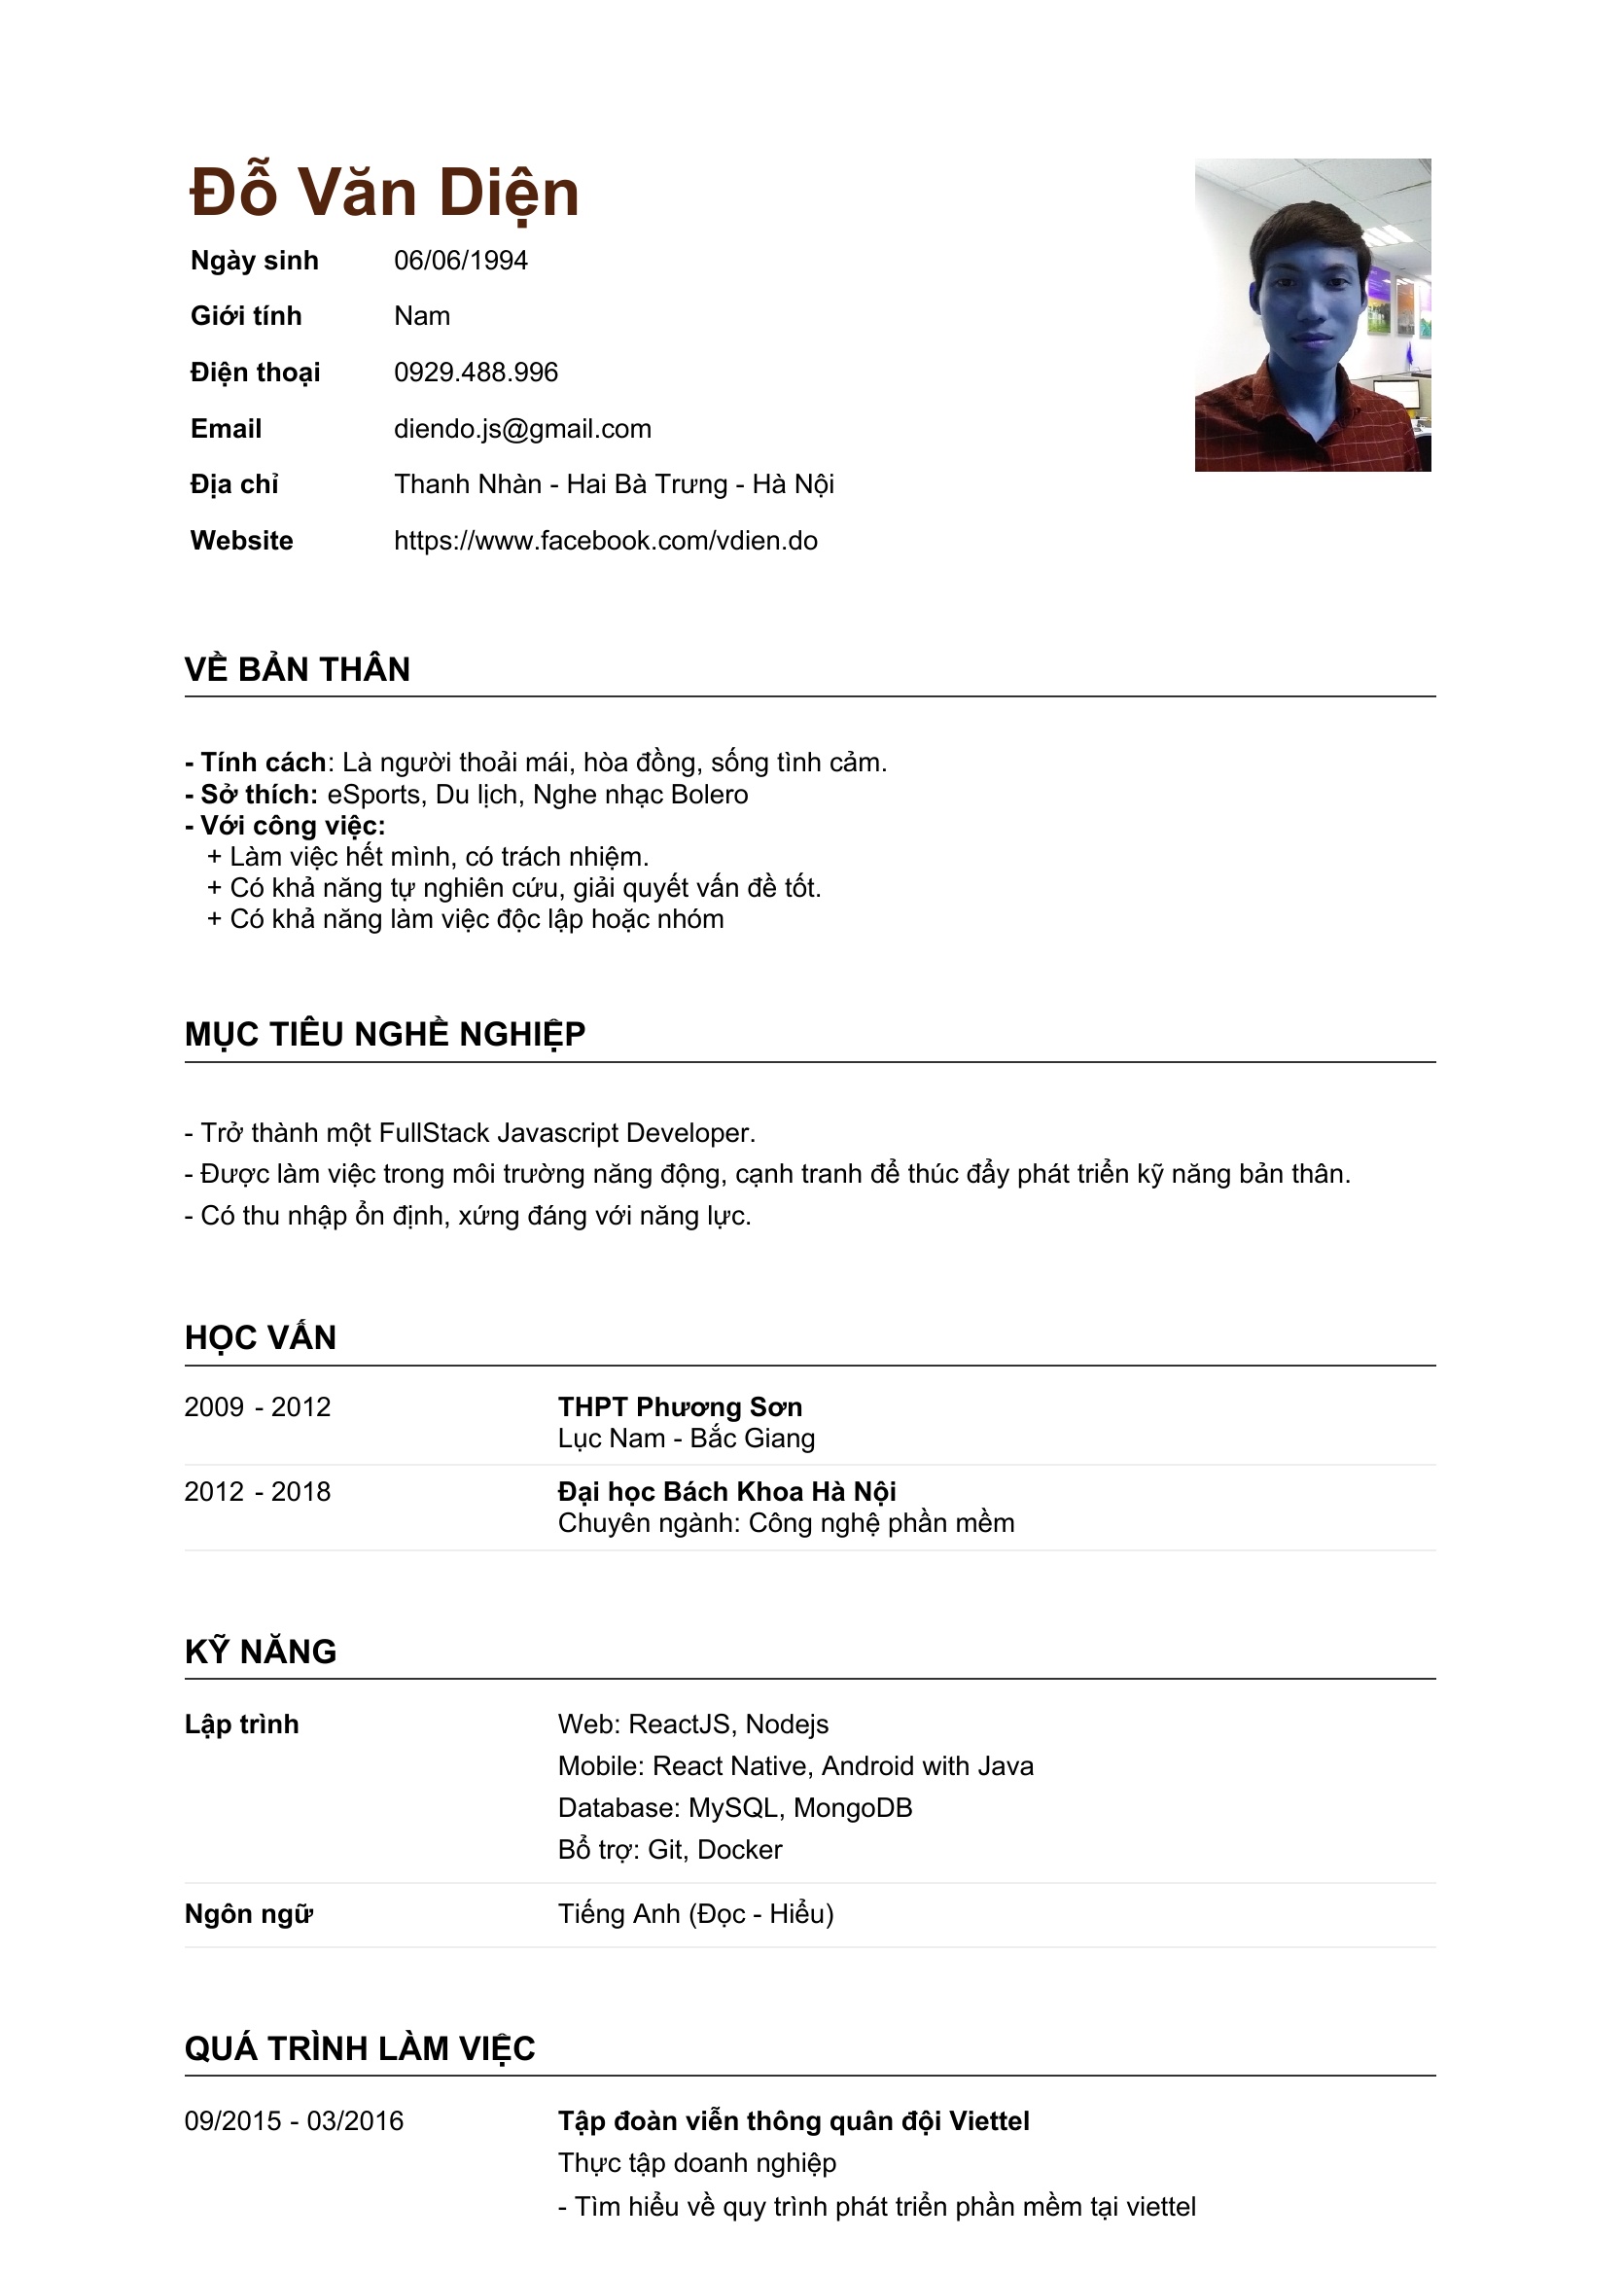 Đỗ Văn Diện
Ngày sinh 06/06/1994
Giới tính Nam
Điện thoại 0929.488.996
Email diendo.js@gmail.com
Địa chỉ Thanh Nhàn - Hai Bà Trưng - Hà Nội
Website https://www.facebook.com/vdien.do
VỀ BẢN THÂN
- Tính cách: Là người thoải mái, hòa đồng, sống tình cảm.
- Sở thích: eSports, Du lịch, Nghe nhạc Bolero
- Với công việc:
+ Làm việc hết mình, có trách nhiệm.
+ Có khả năng tự nghiên cứu, giải quyết vấn đề tốt.
+ Có khả năng làm việc độc lập hoặc nhóm
MỤC TIÊU NGHỀ NGHIỆP
- Trở thành một FullStack Javascript Developer.
- Được làm việc trong môi trường năng động, cạnh tranh để thúc đẩy phát triển kỹ năng bản thân.
- Có thu nhập ổn định, xứng đáng với năng lực.
HỌC VẤN
2009 - 2012 THPT Phương Sơn
Lục Nam - Bắc Giang
2012 - 2018 Đại học Bách Khoa Hà Nội
Chuyên ngành: Công nghệ phần mềm
KỸ NĂNG
Lập trình Web: ReactJS, Nodejs
Mobile: React Native, Android with Java
Database: MySQL, MongoDB
Bổ trợ: Git, Docker
Ngôn ngữ Tiếng Anh (Đọc - Hiểu)
QUÁ TRÌNH LÀM VIỆC
09/2015 - 03/2016 Tập đoàn viễn thông quân đội Viettel
Thực tập doanh nghiệp
- Tìm hiểu về quy trình phát triển phần mềm tại viettel